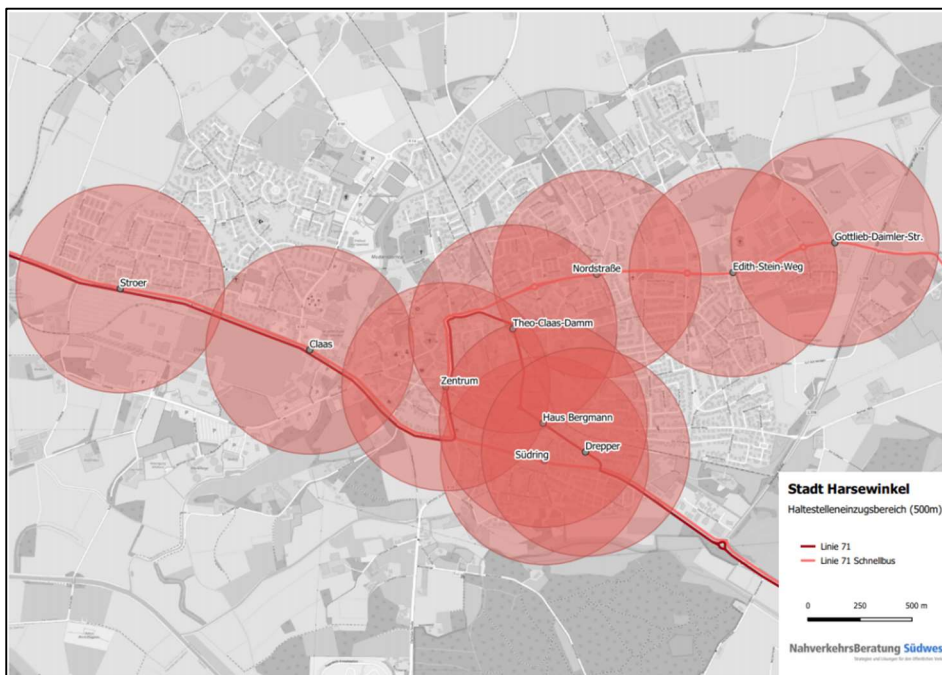 Gottlieb-Daimler-Str.
Nordstraße
Edith-Stein-Weg
Stroer
Theo-Claas-Damm
Claas
Zentrum
Haus Bergmann
Drepper
Südring
Stadt Harsewinkel
Haltestelleneinzugsbereich (500m)
Linie 71
Linie 71 Schnellbus
0 250 500 m
NahverkehrsBeratung Südwes